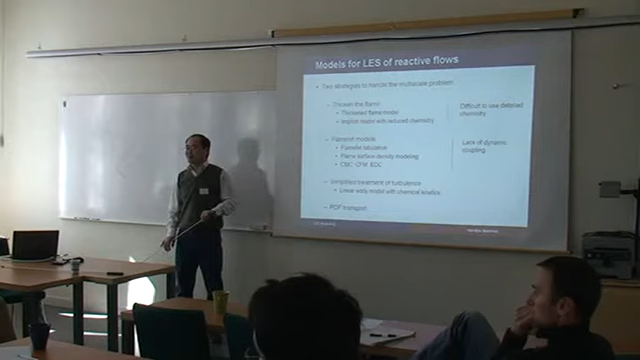 Models for LES of reactive flows
• Two strategies to handle the multiscale problem
– Thicken the flame
• Thickened flame model
• Implicit model with reduced chemistry
Difficult to use detailed
chemistry
– Flamelet models
• Flamelet tabulation
• Flame surface density modeling
• CMC, CFM, EDC
Lack of dynamic
coupling
– Simplified treatment of turbulence
• Linear eddy model with chemical kinetics
– PDF transport